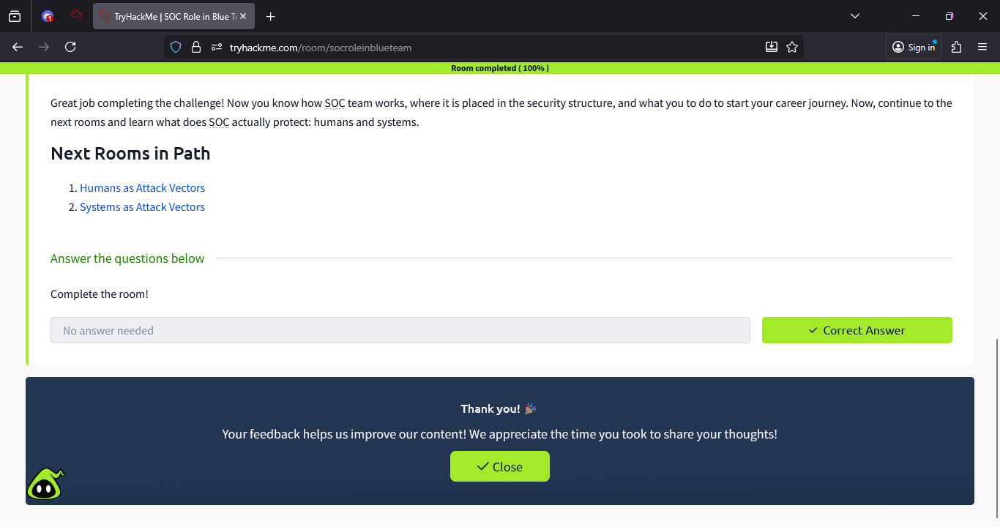 TryHackMe | SOC Role in Blue Te
tryhackme.com/room/socroleinblueteam
Sign in
Room completed ( 100% )
Great job completing the challenge! Now you know how SOC team works, where it is placed in the security structure, and what you to do to start your career journey. Now, continue to the
next rooms and learn what does SOC actually protect: humans and systems.
Next Rooms in Path
1. Humans as Attack Vectors
2. Systems as Attack Vectors
Answer the questions below
Complete the room!
No answer needed
Correct Answer
Thank you! 🎉
Your feedback helps us improve our content! We appreciate the time you took to share your thoughts!
Close